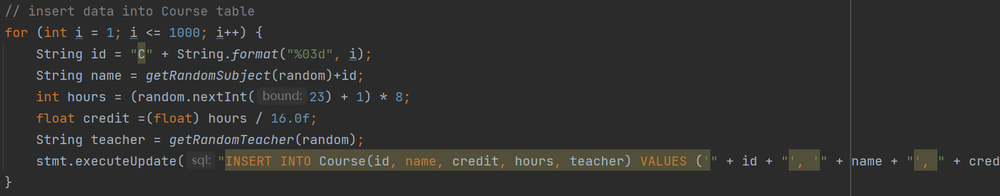 // insert data into Course table
for (int i = 1; i <= 1000; i++) {
String id = "C" + String.format("%03d", i);
String name = getRandomSubject(random)+id;
int hours = (random.nextInt( bound: 23) + 1) * 8;
float credit =(float) hours / 16.0f;
String teacher = getRandomTeacher(random);
stmt.executeUpdate( sql: "INSERT INTO Course(id, name, credit, hours, teacher) VALUES ('" + id + "', '" + name + "', " + cred
}